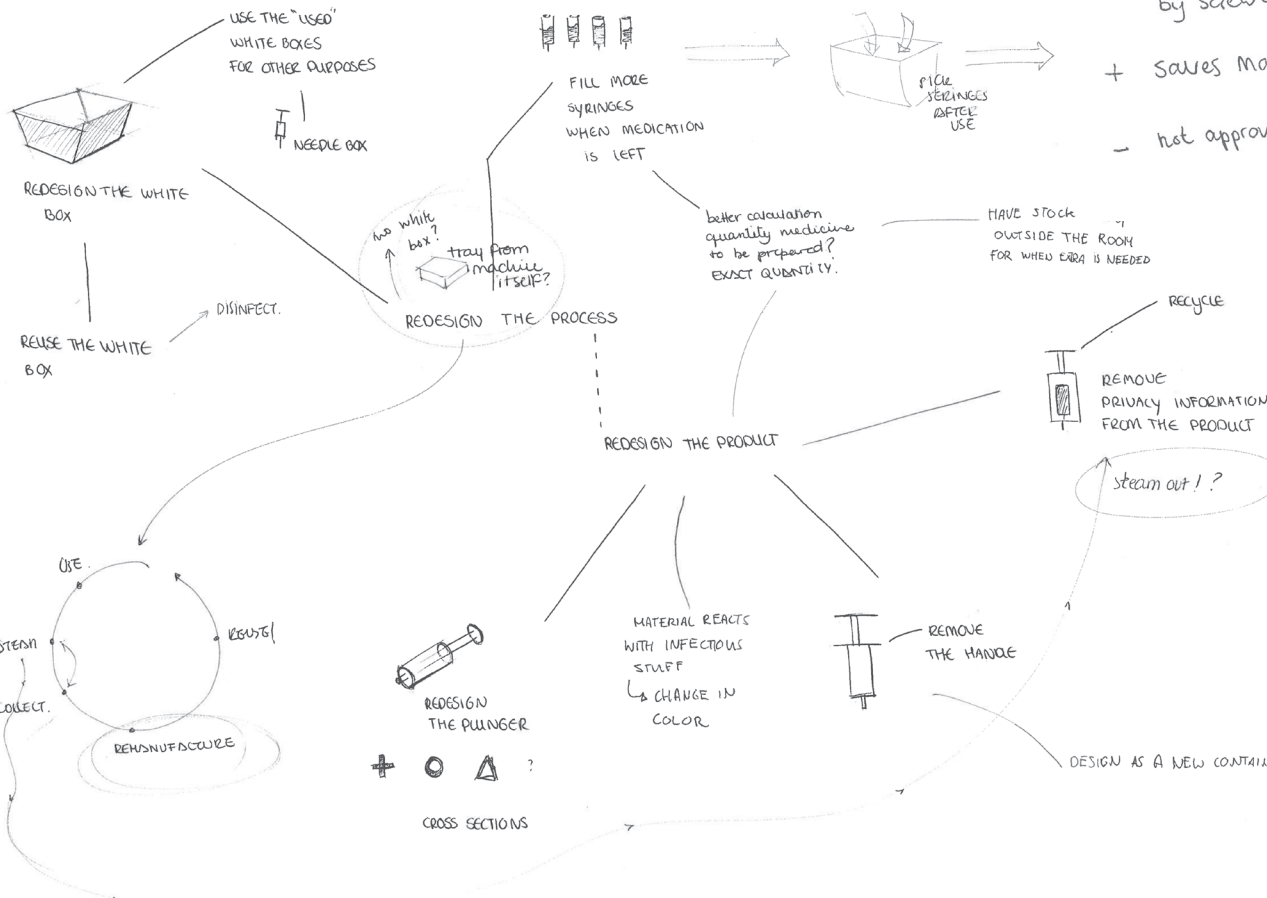 USE THE "USED"
WHITE BOXES
FOR OTHER PURPOSES
NEEDLE BOX
REDESIGN THE WHITE
BOX
REUSE THE WHITE
BOX
DISINFECT.
FILL MORE
SYRINGES
WHEN MEDICATION
IS LEFT
PICK
SERINGES
AFTER
USE
+ saves
- not
by
no white
box?
tray from
machine
itself?
REDESIGN THE PROCESS
better calculation
quantity medicine
to be prepared?
EXACT QUANTITY.
HAVE STOCK
OUTSIDE THE ROOM
FOR WHEN EXTRA IS NEEDED
RECYCLE
REMOVE
PRIVACY INFORMATION
FROM THE PRODUCT
steam out! ?
REDESIGN THE PRODUCT
USE.
REUSE!
STEAM
COLLECT.
REMANUFACTURE
REDESIGN
THE PLUNGER
?
CROSS SECTIONS
MATERIAL REACTS
WITH INFECTIOUS
STUFF
CHANGE IN
COLOR
REMOVE
THE HANDLE
DESIGN AS A NEW